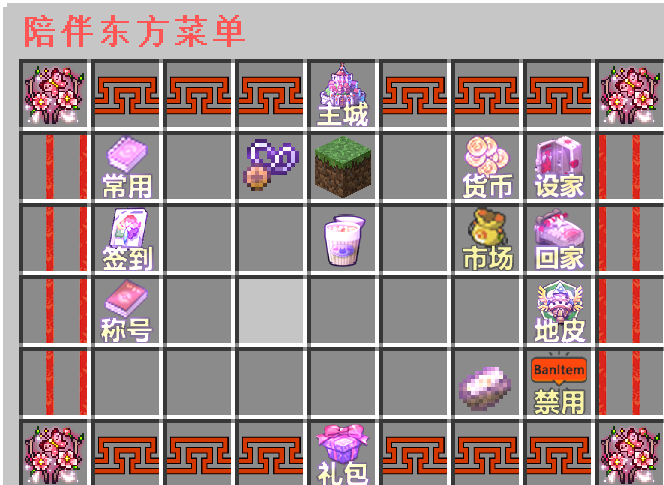 陪伴东方菜单
主城
常用
货币
设家
签到
市场
回家
称号
地皮
BanItem
禁用
礼包